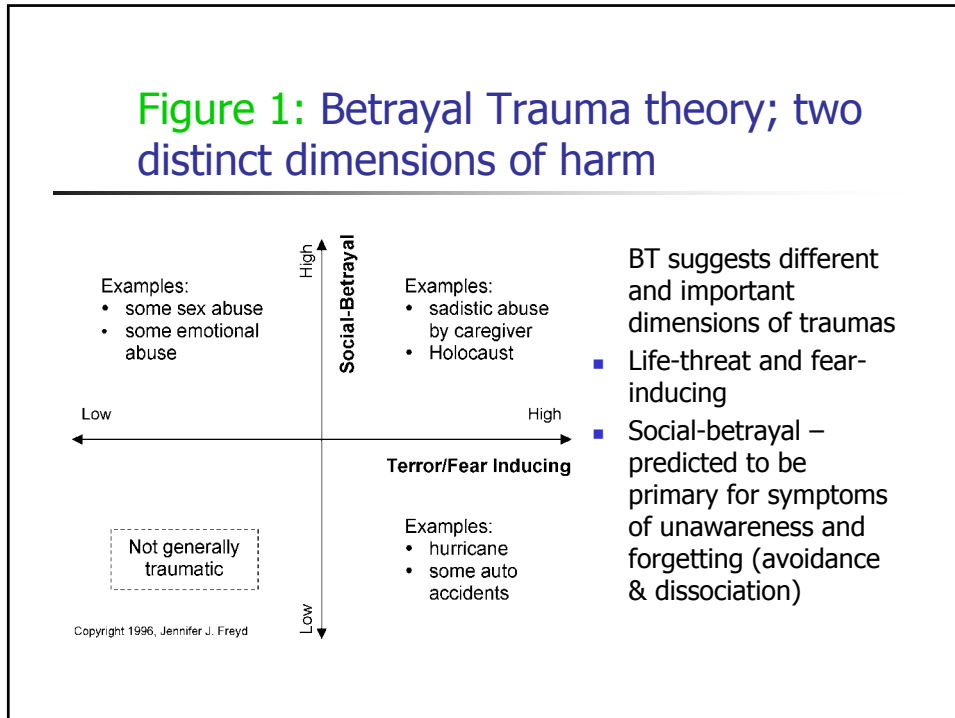 Figure 1: Betrayal Trauma theory; two
distinct dimensions of harm
Examples:
• some sex abuse
• some emotional
abuse
High
Social-Betrayal
Examples:
• sadistic abuse
by caregiver
• Holocaust
Low
High
Terror/Fear Inducing
Not generally
traumatic
Examples:
• hurricane
• some auto
accidents
Low
Copyright 1996, Jennifer J. Freyd
BT suggests different
and important
dimensions of traumas
■ Life-threat and fear-
inducing
■ Social-betrayal –
predicted to be
primary for symptoms
of unawareness and
forgetting (avoidance
& dissociation)